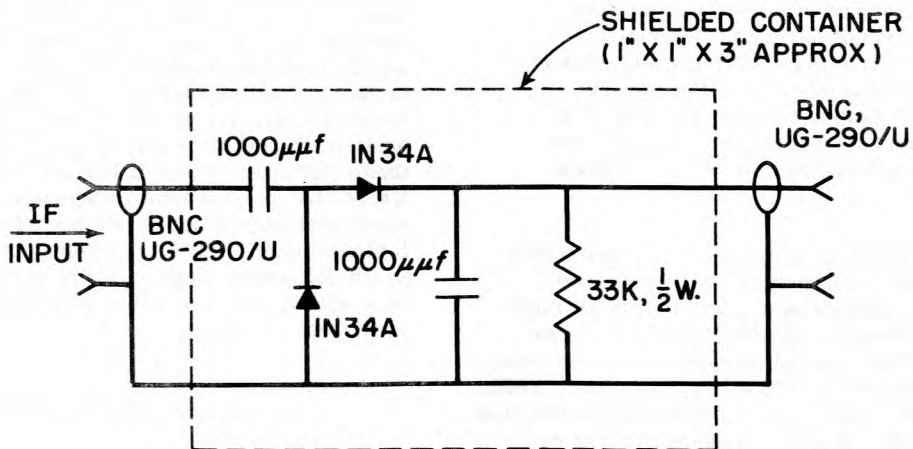 SHIELDED CONTAINER
(1" X 1" X 3" APPROX)
BNC,
UG-290/U
1000μμf
IN34A
IF
INPUT
BNC
UG-290/U
1000μμf
IN34A
33K, 1/2 W.